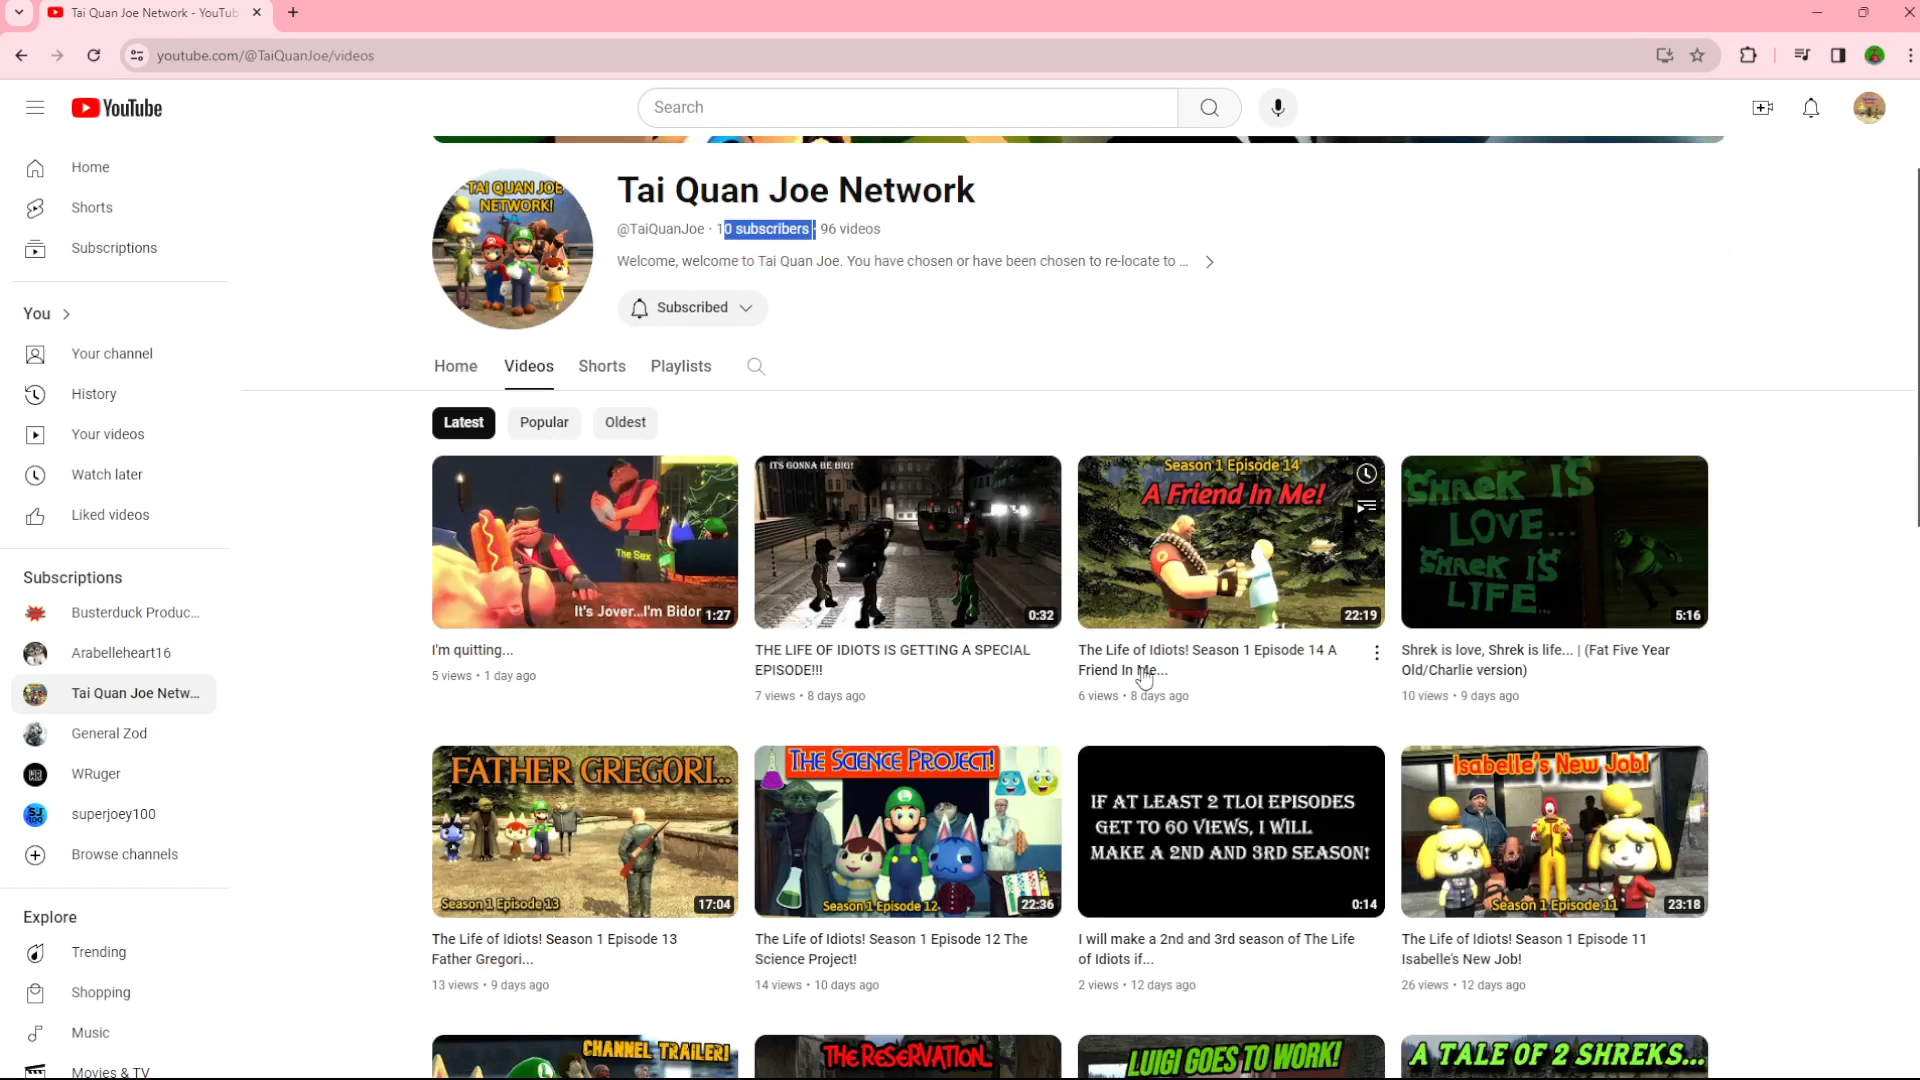 Tai Quan Joe Network - YouTub
youtube.com/@TaiQuanJoe/videos
YouTube
Search
Home
Shorts
Subscriptions
You
Your channel
History
Your videos
Watch later
Liked videos
Subscriptions
Busterduck Produc...
Arabelleheart16
Tai Quan Joe Netw...
General Zod
WRuger
SJ
100
superjoey100
Browse channels
Explore
Trending
Shopping
Music
Movies & TV
TAI QUAN JOE
NETWORK!
Tai Quan Joe Network
@TaiQuanJoe · 10 subscribers · 96 videos
Welcome, welcome to Tai Quan Joe. You have chosen or have been chosen to re-locate to ...
Subscribed
Home Videos Shorts Playlists
Latest Popular Oldest
The Sex
It's Jover...I'm Bidor
1:27
I'm quitting...
5 views • 1 day ago
ITS GONNA BE BIG!
0:32
THE LIFE OF IDIOTS IS GETTING A SPECIAL
EPISODE!!!
7 views • 8 days ago
Season 1 Episode 14
A Friend In Me!
22:19
The Life of Idiots! Season 1 Episode 14 A
Friend In Me...
6 views • 8 days ago
SHREK IS
LOVE...
SHREK IS
LIFE...
5:16
Shrek is love, Shrek is life... | (Fat Five Year
Old/Charlie version)
10 views • 9 days ago
FATHER GREGORI...
Season 1 Episode 13
17:04
The Life of Idiots! Season 1 Episode 13
Father Gregori...
13 views • 9 days ago
THE SCIENCE PROJECT!
Season 1 Episode 12
22:36
The Life of Idiots! Season 1 Episode 12 The
Science Project!
14 views • 10 days ago
IF AT LEAST 2 TLOI EPISODES
GET TO 60 VIEWS, I WILL
MAKE A 2ND AND 3RD SEASON!
0:14
I will make a 2nd and 3rd season of The Life
of Idiots if...
2 views • 12 days ago
Isabelle's New Job!
Season 1 Episode 11
23:18
The Life of Idiots! Season 1 Episode 11
Isabelle's New Job!
26 views • 12 days ago
CHANNEL TRAILER!
THE RESERVATION...
LUIGI GOES TO WORK!
A TALE OF 2 SHREKS...